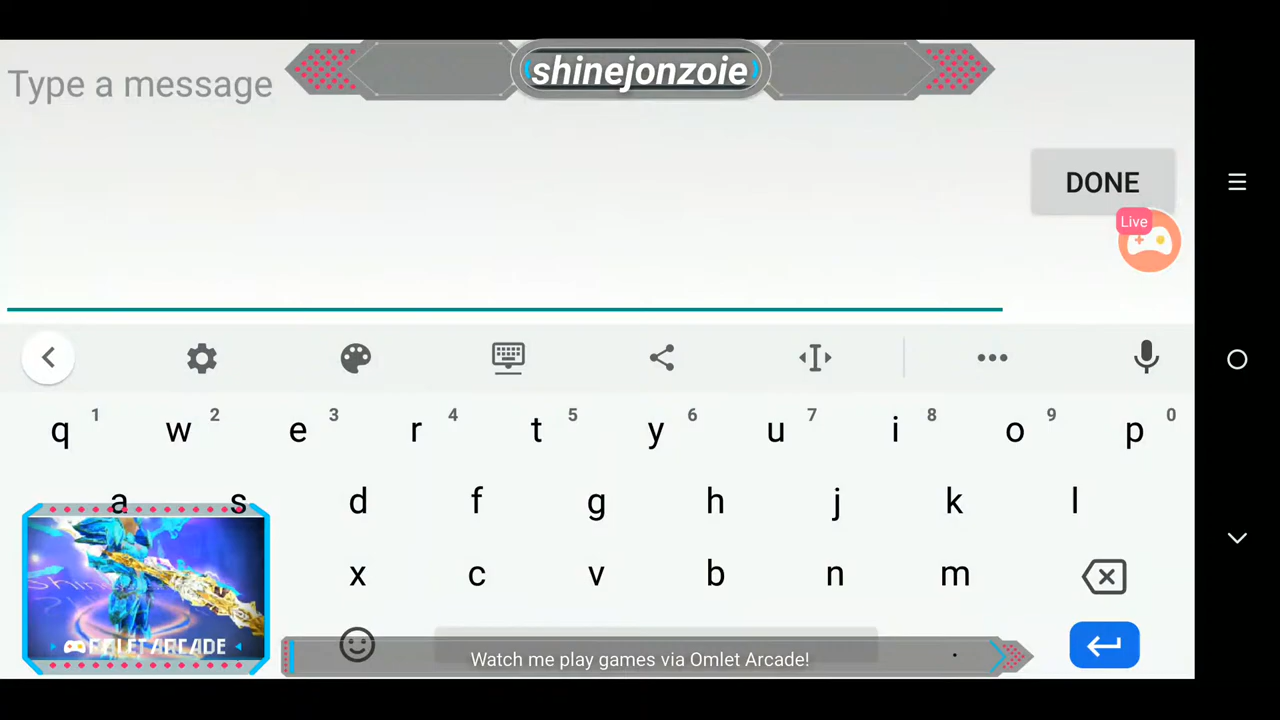 shinejonzoie
Type a message
DONE
Live
q 1 w 2 e 3 r 4 t 5 y 6 u 7 i 8 o 9 p 0
a s d f g h j k l
x c v b n m
OMLET ARCADE
Watch me play games via Omlet Arcade!
.